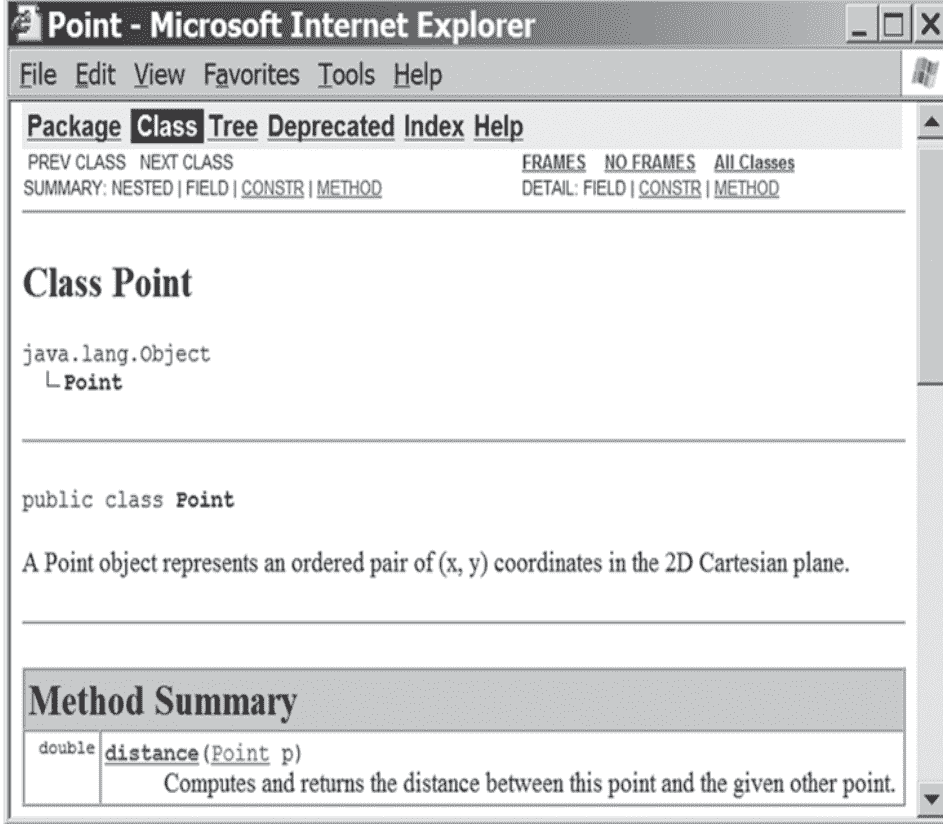 Point - Microsoft Internet Explorer
File Edit View Favorites Tools Help
Package Class Tree Deprecated Index Help
PREV CLASS NEXT CLASS FRAMES NO FRAMES All Classes
SUMMARY: NESTED | FIELD | CONSTR | METHOD DETAIL: FIELD | CONSTR | METHOD
Class Point
java.lang.Object
Point
public class Point
A Point object represents an ordered pair of (x, y) coordinates in the 2D Cartesian plane.
Method Summary
double distance(Point p)
Computes and returns the distance between this point and the given other point.